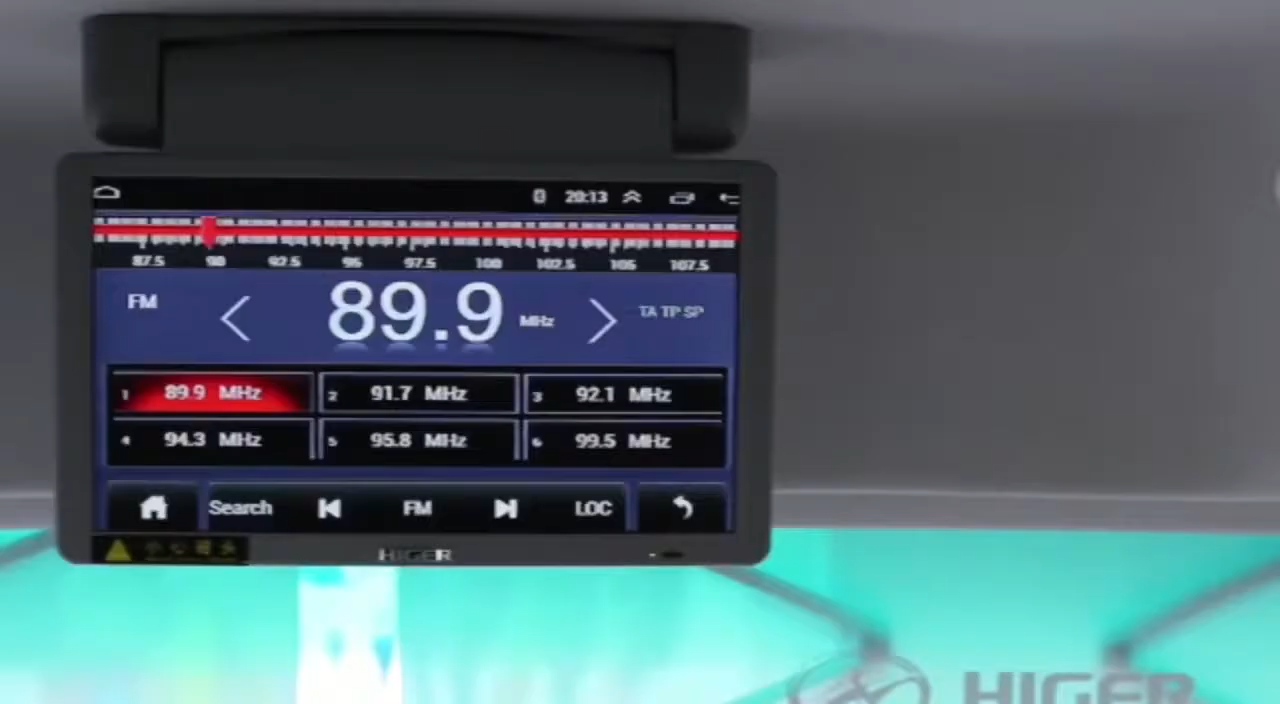 20:13
87.5 90 92.5 95 97.5 100 102.5 105 107.5
FM
89.9 MHz
TA TP SP
1 89.9 MHz 2 91.7 MHz 3 92.1 MHz
4 94.3 MHz 5 95.8 MHz 6 99.5 MHz
Search FM LOC
HIGER
HIGER